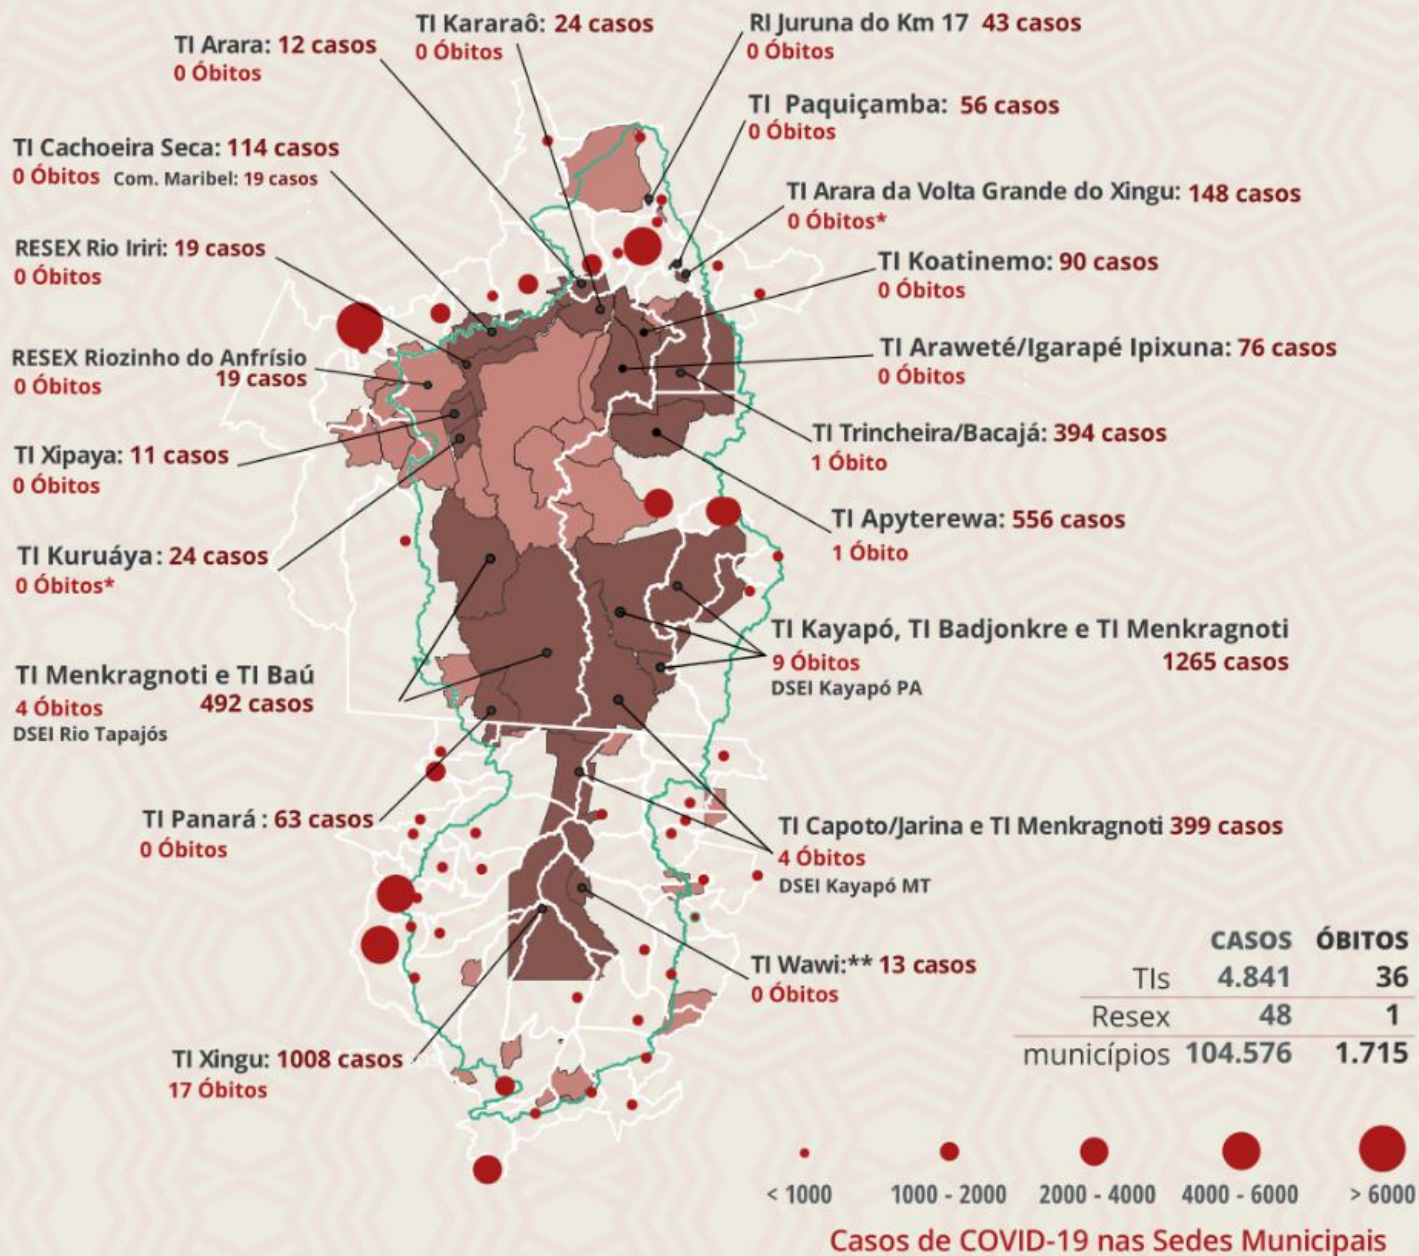 TI Kararaô: 24 casos
0 Óbitos
RI Juruna do Km 17 43 casos
0 Óbitos
TI Arara: 12 casos
0 Óbitos
TI Paquiçamba: 56 casos
0 Óbitos
TI Cachoeira Seca: 114 casos
0 Óbitos Com. Maribel: 19 casos
TI Arara da Volta Grande do Xingu: 148 casos
0 Óbitos*
RESEX Rio Iriri: 19 casos
0 Óbitos
TI Koatinemo: 90 casos
0 Óbitos
RESEX Riozinho do Anfrísio
0 Óbitos 19 casos
TI Araweté/Igarapé Ipixuna: 76 casos
0 Óbitos
TI Xipaya: 11 casos
0 Óbitos
TI Trincheira/Bacajá: 394 casos
1 Óbito
TI Kuruáya: 24 casos
0 Óbitos*
TI Apyterewa: 556 casos
1 Óbito
TI Kayapó, TI Badjonkre e TI Menkragnoti
9 Óbitos 1265 casos
DSEI Kayapó PA
TI Menkragnoti e TI Baú
4 Óbitos 492 casos
DSEI Rio Tapajós
TI Panará: 63 casos
0 Óbitos
TI Capoto/Jarina e TI Menkragnoti 399 casos
4 Óbitos
DSEI Kayapó MT
TI Wawi:** 13 casos
0 Óbitos
TI Xingu: 1008 casos
17 Óbitos
CASOS ÓBITOS
TIs 4.841 36
Resex 48 1
municípios 104.576 1.715
< 1000 1000 - 2000 2000 - 4000 4000 - 6000 > 6000
Casos de COVID-19 nas Sedes Municipais